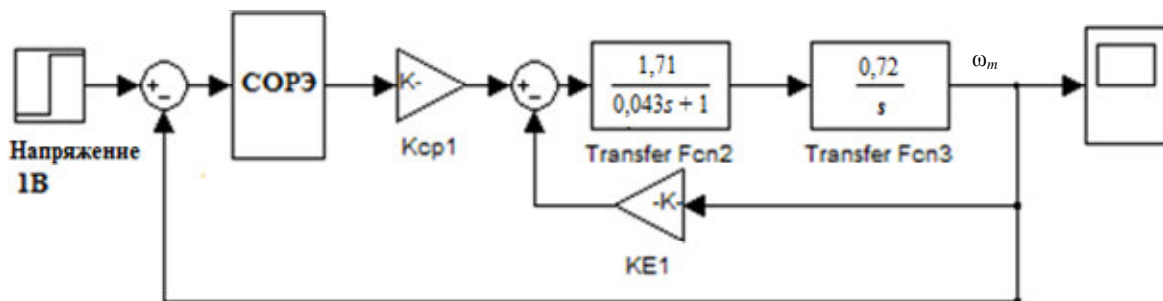 Напряжение
1В
+
−
СОРЭ
K-
Kcp1
+
−
1,71
0,043s + 1
Transfer Fcn2
0,72
s
Transfer Fcn3
ωm
-K-
KE1